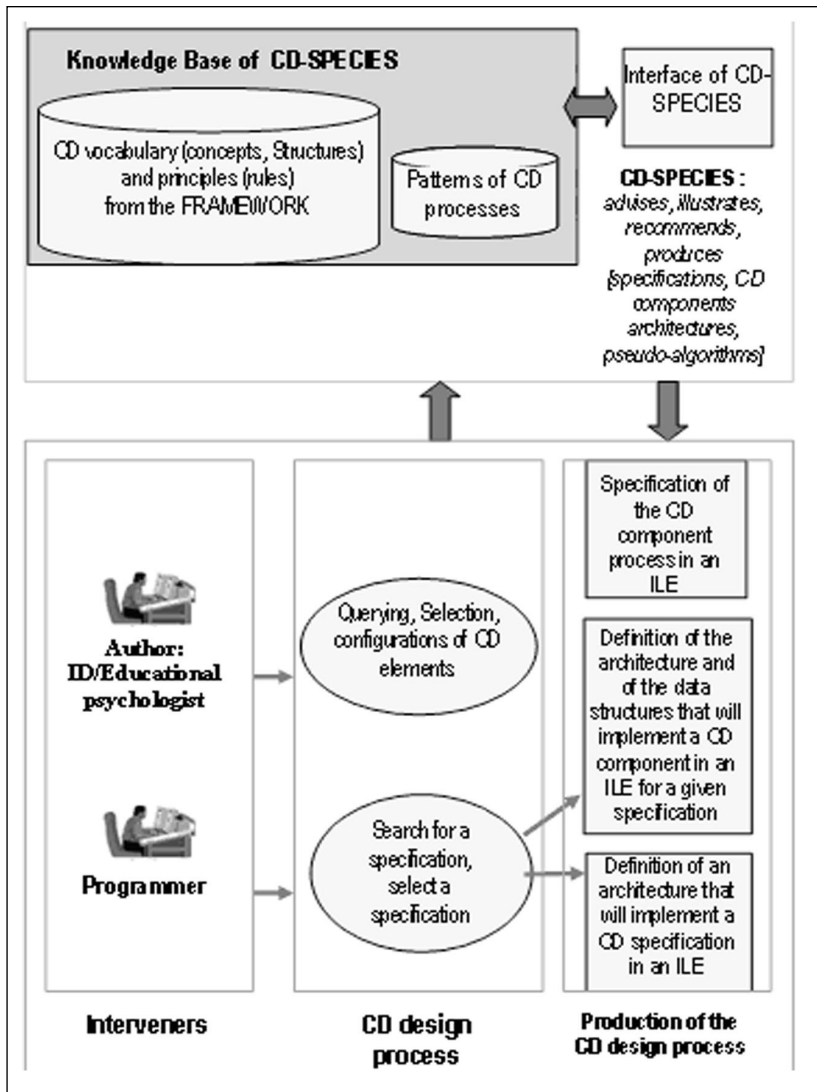 Knowledge Base of CD-SPECIES
CD vocabulary (concepts, Structures)
and principles (rules)
from the FRAMEWORK
Patterns of CD
processes
Interface of CD-
SPECIES
CD-SPECIES :
advises, illustrates,
recommends,
produces
[specifications, CD
components
architectures,
pseudo-algorithms]
Author:
ID/Educational
psychologist
Programmer
Interveners
Querying, Selection,
configurations of CD
elements
Search for a
specification,
select a
specification
CD design
process
Specification of
the CD
component
process in an
ILE
Definition of the
architecture and
of the data
structures that will
implement a CD
component in an
ILE for a given
specification
Definition of an
architecture that
will implement a
CD specification
in an ILE
Production of the
CD design process